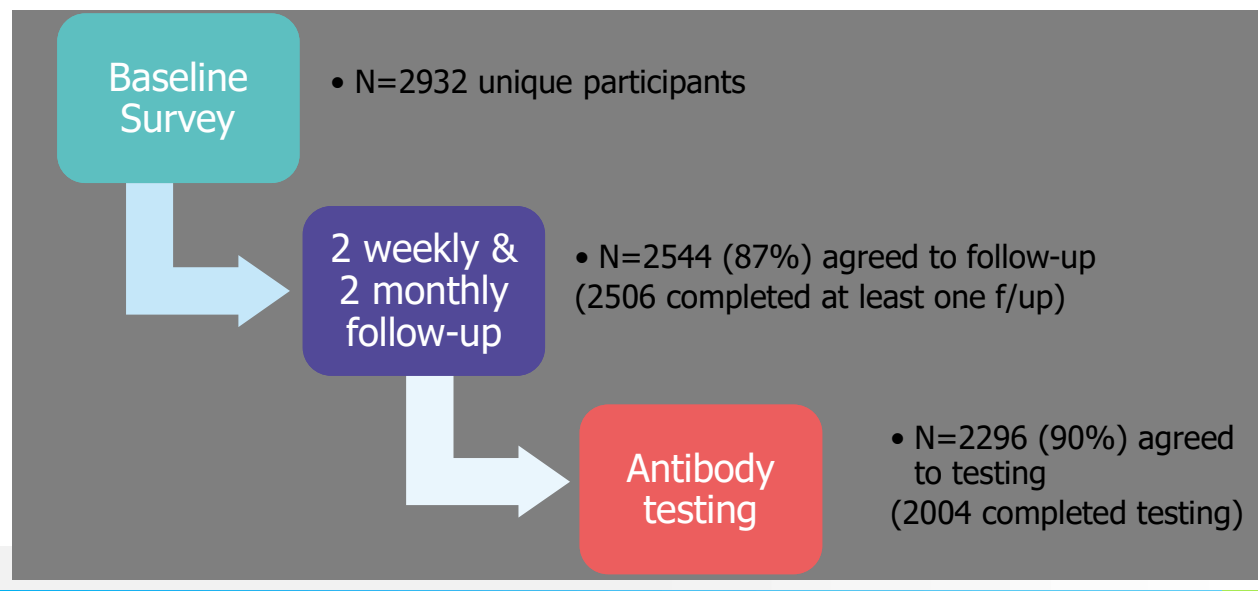 Baseline
Survey
• N=2932 unique participants
2 weekly &
2 monthly
follow-up
• N=2544 (87%) agreed to follow-up
(2506 completed at least one f/up)
Antibody
testing
• N=2296 (90%) agreed
to testing
(2004 completed testing)